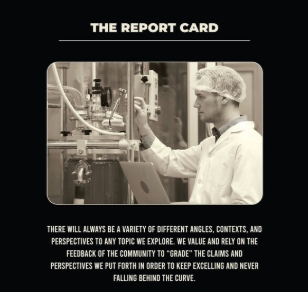 THE REPORT CARD
THERE WILL ALWAYS BE A VARIETY OF DIFFERENT ANGLES, CONTEXTS, AND
PERSPECTIVES TO ANY TOPIC WE EXPLORE. WE VALUE AND RELY ON THE
FEEDBACK OF THE COMMUNITY TO "GRADE" THE CLAIMS AND
PERSPECTIVES WE PUT FORTH IN ORDER TO KEEP EXCELLING AND NEVER
FALLING BEHIND THE CURVE.